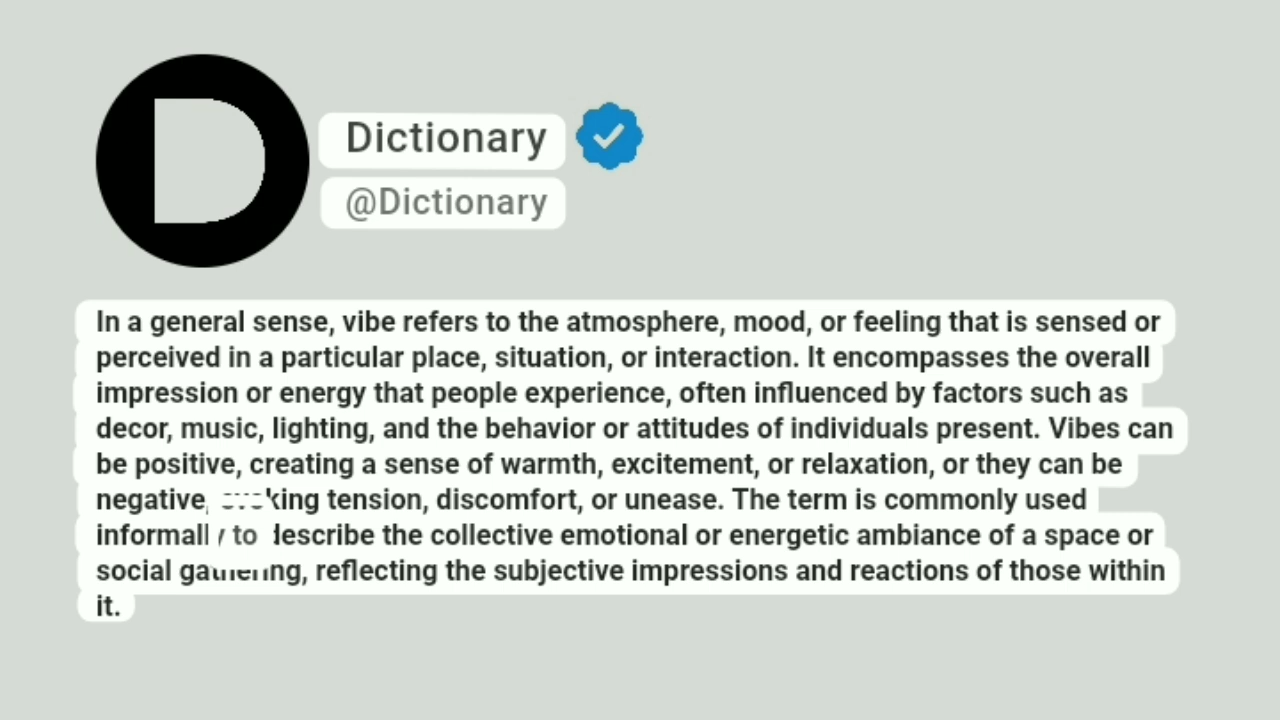 D
Dictionary
@Dictionary
In a general sense, vibe refers to the atmosphere, mood, or feeling that is sensed or
perceived in a particular place, situation, or interaction. It encompasses the overall
impression or energy that people experience, often influenced by factors such as
decor, music, lighting, and the behavior or attitudes of individuals present. Vibes can
be positive, creating a sense of warmth, excitement, or relaxation, or they can be
negative, tension, discomfort, or unease. The term is commonly used
informally to describe the collective emotional or energetic ambiance of a space or
social gathering, reflecting the subjective impressions and reactions of those within
it.